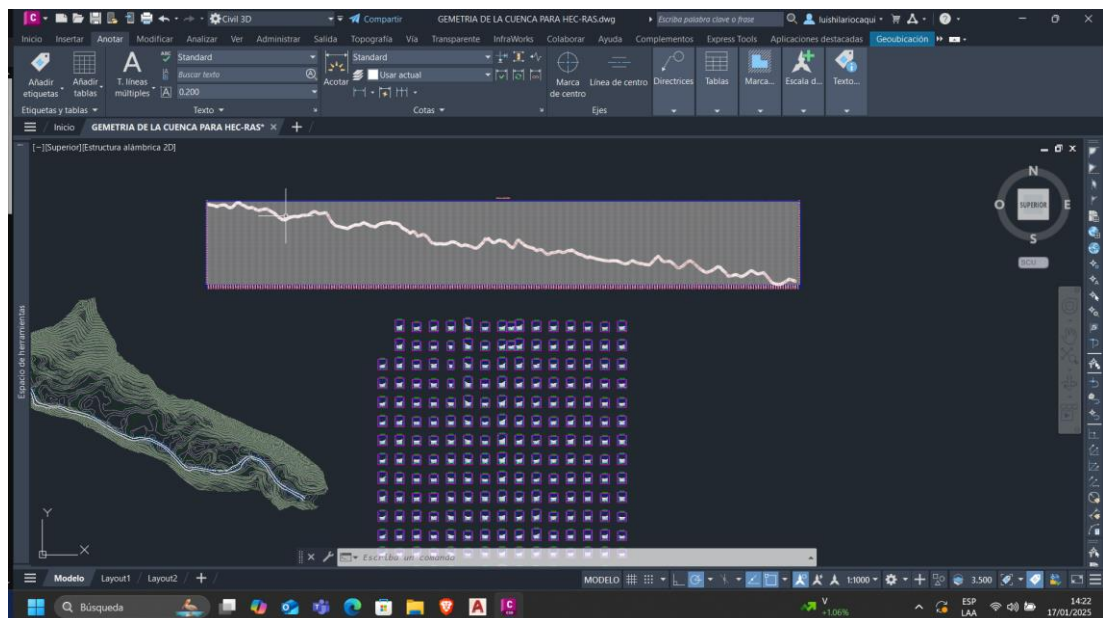 Civil 3D Compartir GEMETRIA DE LA CUENCA PARA HEC-RAS.dwg Escriba palabra clave o frase luishilariocaqui
Inicio Insertar Anotar Modificar Analizar Ver Administrar Salida Topografía Vía Transparente InfraWorks Colaborar Ayuda Complementos Express Tools Aplicaciones destacadas Geoubicación
Añadir etiquetas Añadir tablas T. líneas múltiples Standard Buscar texto 0.200 Acotar Standard Usar actual Marca de centro Línea de centro Directrices Tablas Marca... Escala d... Texto...
Etiquetas y tablas Texto Cotas Ejes
Inicio GEMETRIA DE LA CUENCA PARA HEC-RAS*
[-][Superior][Estructura alámbrica 2D]
N
O SUPERIOR E
S
BCU
Espacio de herramientas
Y
X
Escriba un comando
Modelo Layout1 Layout2 MODELO 1:1000 3.500
Búsqueda V +1.06% ESP LAA 14:22 17/01/2025